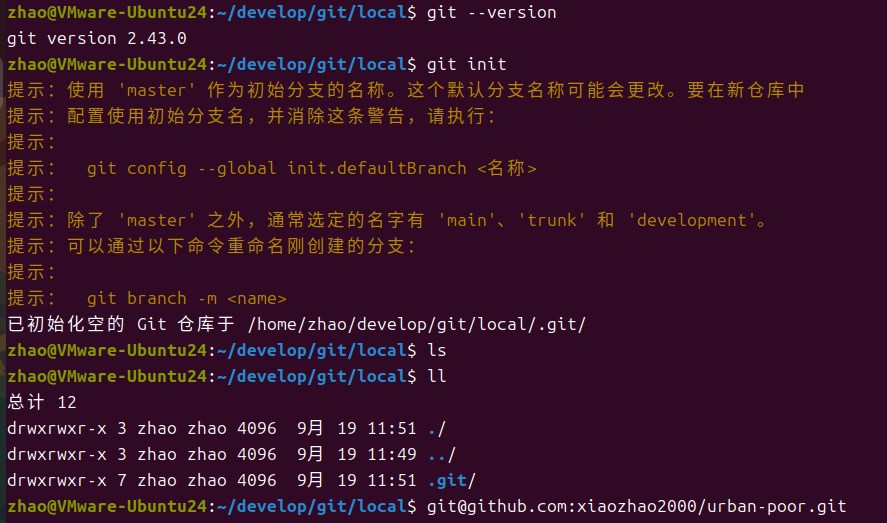 zhao@VMware-Ubuntu24:~/develop/git/local$ git --version
git version 2.43.0
zhao@VMware-Ubuntu24:~/develop/git/local$ git init
提示：使用 'master' 作为初始分支的名称。这个默认分支名称可能会更改。要在新仓库中
提示：配置使用初始分支名，并消除这条警告，请执行：
提示：
提示：  git config --global init.defaultBranch <名称>
提示：
提示：除了 'master' 之外，通常选定的名字有 'main'、'trunk' 和 'development'。
提示：可以通过以下命令重命名刚创建的分支：
提示：
提示：  git branch -m <name>
已初始化空的 Git 仓库于 /home/zhao/develop/git/local/.git/
zhao@VMware-Ubuntu24:~/develop/git/local$ ls
zhao@VMware-Ubuntu24:~/develop/git/local$ ll
总计 12
drwxrwxr-x 3 zhao zhao 4096  9月 19 11:51 ./
drwxrwxr-x 3 zhao zhao 4096  9月 19 11:49 ../
drwxrwxr-x 7 zhao zhao 4096  9月 19 11:51 .git/
zhao@VMware-Ubuntu24:~/develop/git/local$ git@github.com:xiaozhao2000/urban-poor.git